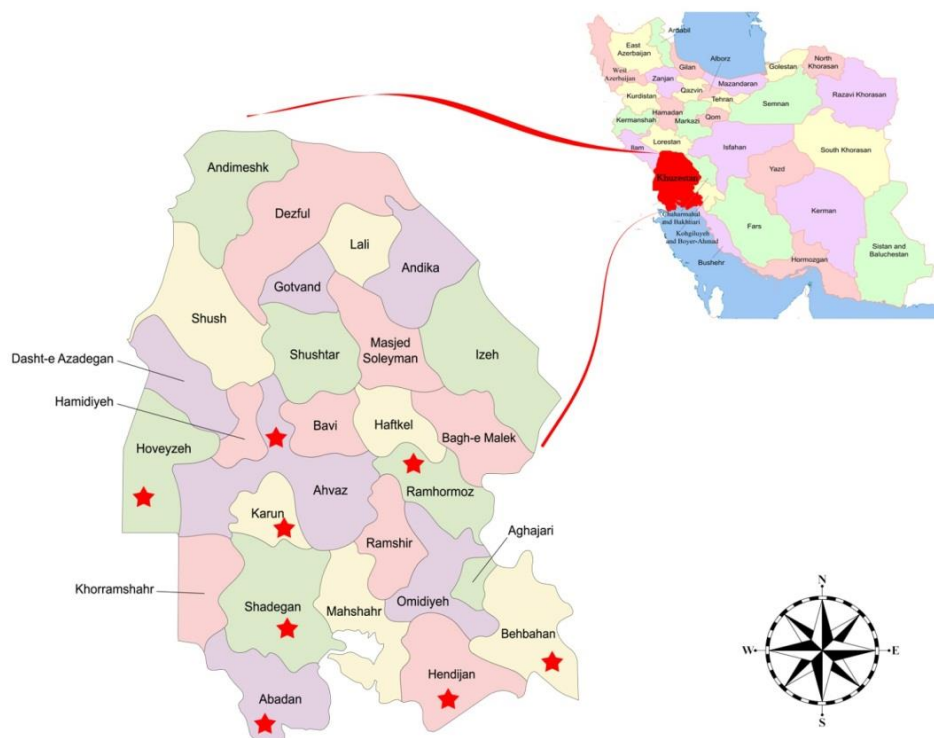 Ardabil
East
Azerbaijan
West
Azerbaijan
Gilan
Alborz
Golestan
North
Khorasan
Zanjan
Mazandaran
Kurdistan
Qazvin
Tehran
Semnan
Razavi Khorasan
Hamadan
Kermanshah
Markazi
Qom
Lorestan
Ilam
Isfahan
South Khorasan
Khuzestan
Yazd
Chaharmahal
and Bakhtiari
Kohgiluyeh
and Boyer-Ahmad
Fars
Kerman
Bushehr
Hormozgan
Sistan and
Baluchestan
Andimeshk
Dezful
Lali
Andika
Gotvand
Shush
Shushtar
Masjed
Soleyman
Izeh
Dasht-e Azadegan
Hamidiyeh
Bavi
Haftkel
Bagh-e Malek
Hoveyzeh
Ahvaz
Ramhormoz
Karun
Ramshir
Aghajari
Khorramshahr
Shadegan
Mahshahr
Omidiyeh
Behbahan
Hendijan
Abadan
N
W
E
S